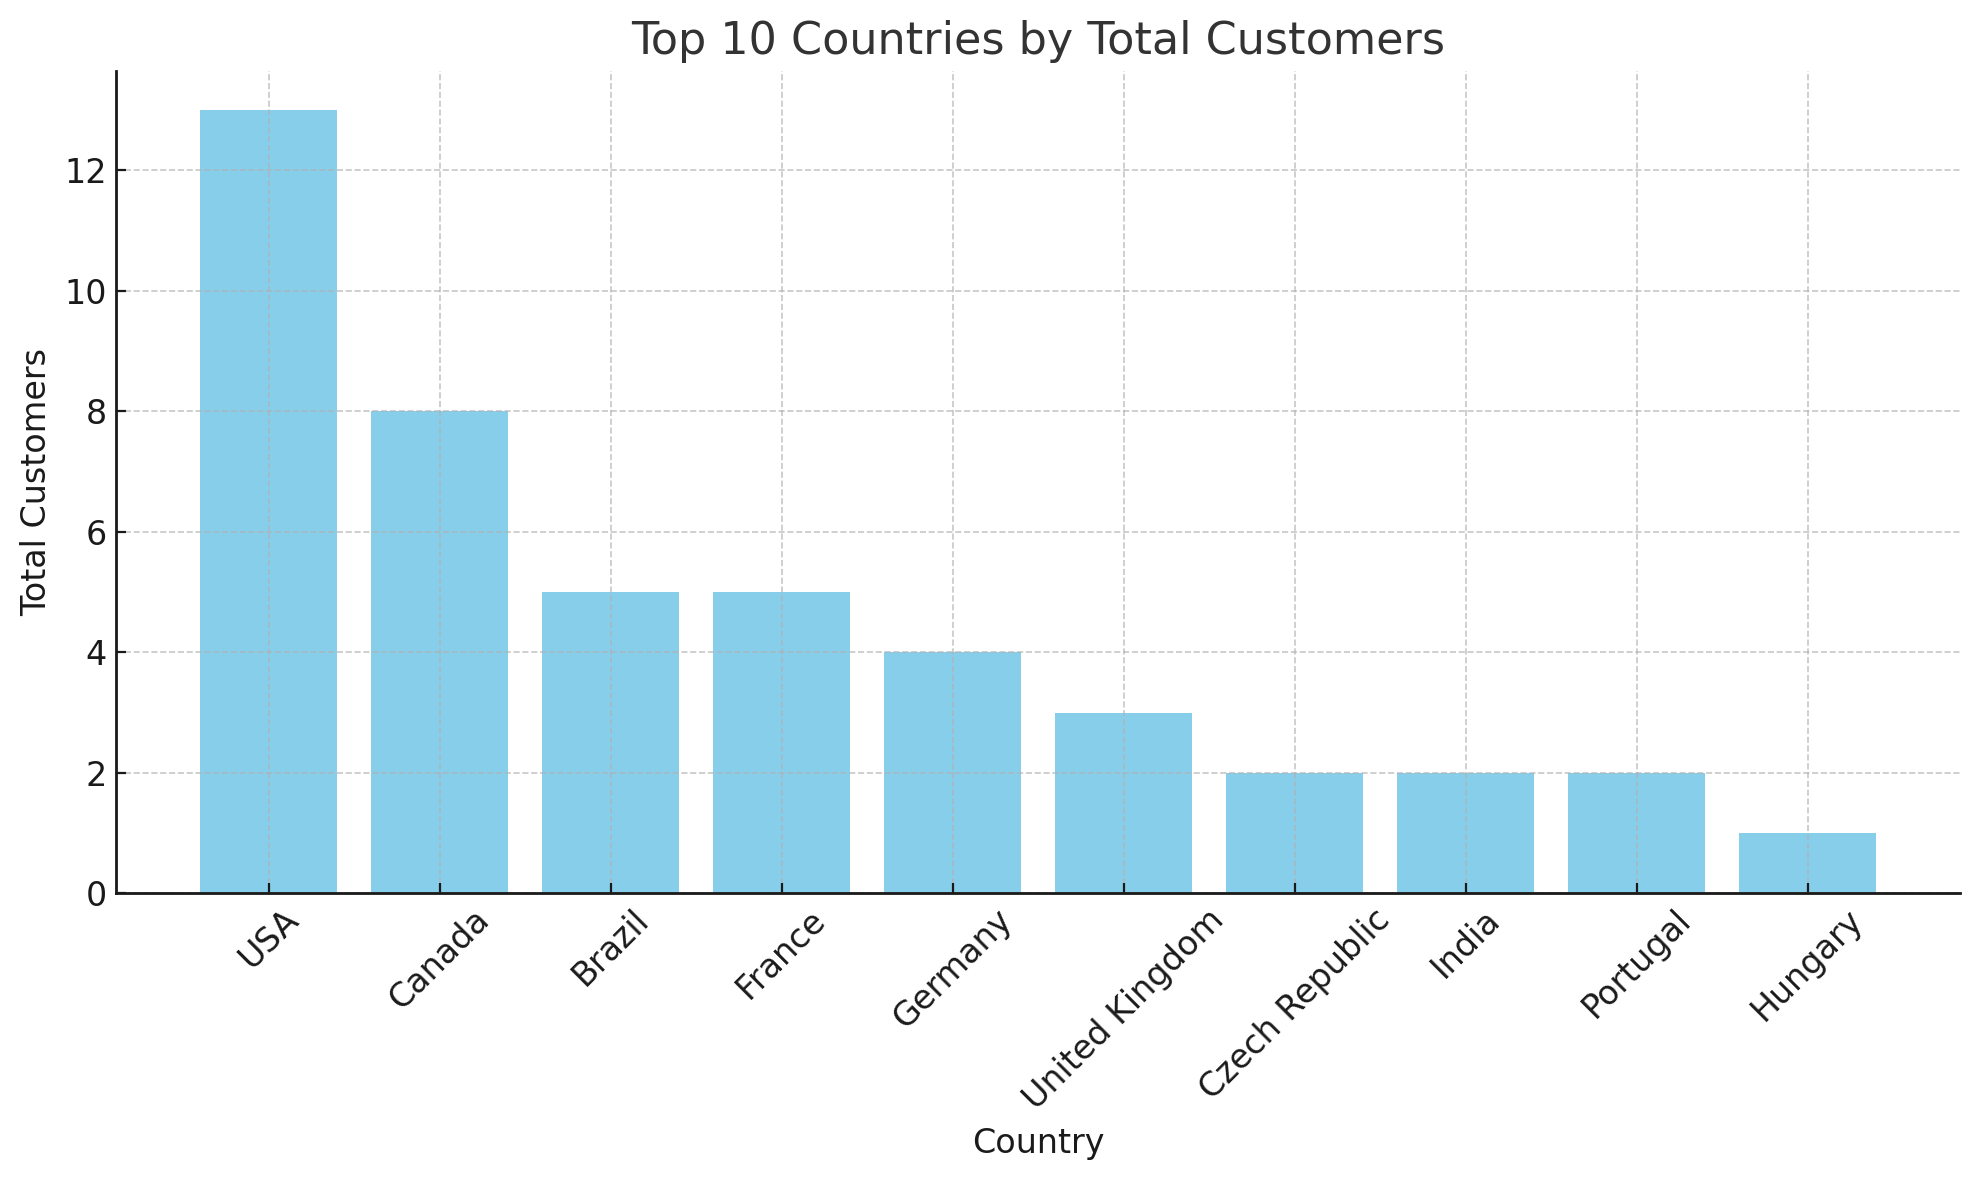 Top 10 Countries by Total Customers
Total Customers
12
10
8
6
4
2
0
USA
Canada
Brazil
France
Germany
United Kingdom
Czech Republic
India
Portugal
Hungary
Country